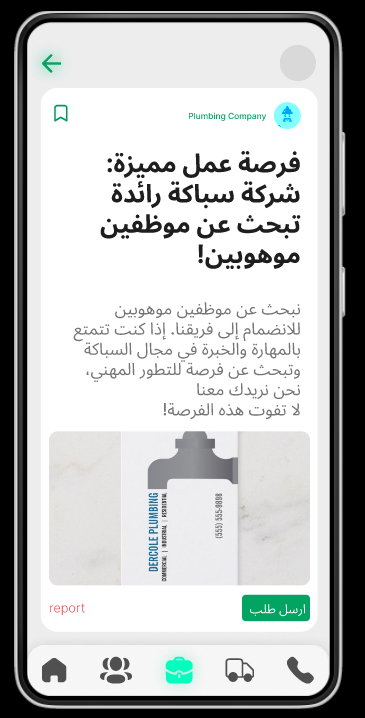 Plumbing Company
فرصة عمل مميزة:
شركة سباكة رائدة
تبحث عن موظفين
موهوبين!
نبحث عن موظفين موهوبين
للانضمام إلى فريقنا. إذا كنت تتمتع
بالمهارة والخبرة في مجال السباكة
وتبحث عن فرصة للتطور المهني،
نحن نريدك معنا
لا تفوت هذه الفرصة!
DERCOLE PLUMBING
COMMERCIAL | INDUSTRIAL | RESIDENTIAL
(555) 555-9898
report
أرسل طلب